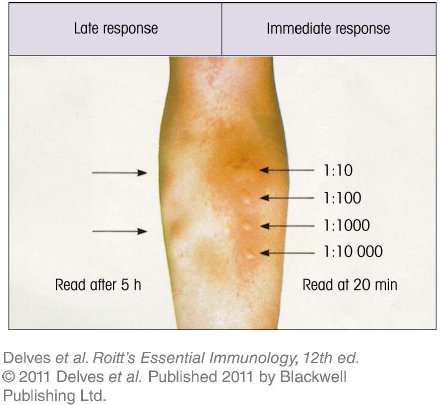 Late response
Immediate response
1:10
1:100
1:1000
1:10 000
Read after 5 h
Read at 20 min
Delves et al. Roitt's Essential Immunology, 12th ed.
© 2011 Delves et al. Published 2011 by Blackwell
Publishing Ltd.